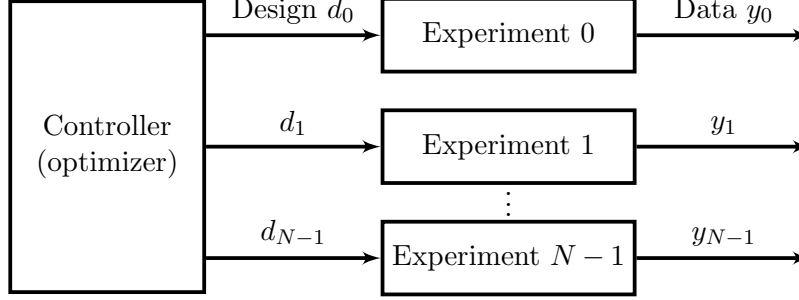 Design $d_0$
Experiment 0
Data $y_0$
Controller
(optimizer)
$d_1$
Experiment 1
$y_1$
⋮
$d_{N-1}$
Experiment $N-1$
$y_{N-1}$